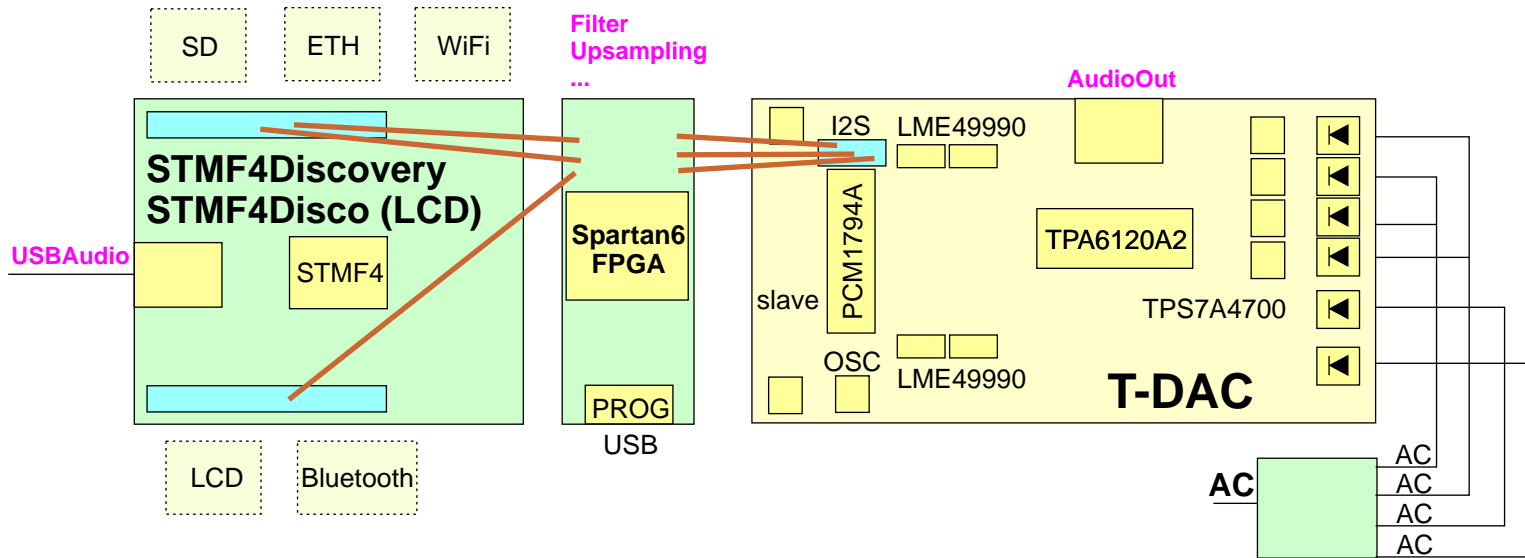 SD
ETH
WiFi
Filter
Upsampling
...
AudioOut
I2S
LME49990
STMF4Discovery
STMF4Disco (LCD)
USBAudio
STMF4
Spartan6
FPGA
PCM1794A
TPA6120A2
slave
TPS7A4700
OSC
LME49990
T-DAC
PROG
USB
LCD
Bluetooth
AC
AC
AC
AC
AC